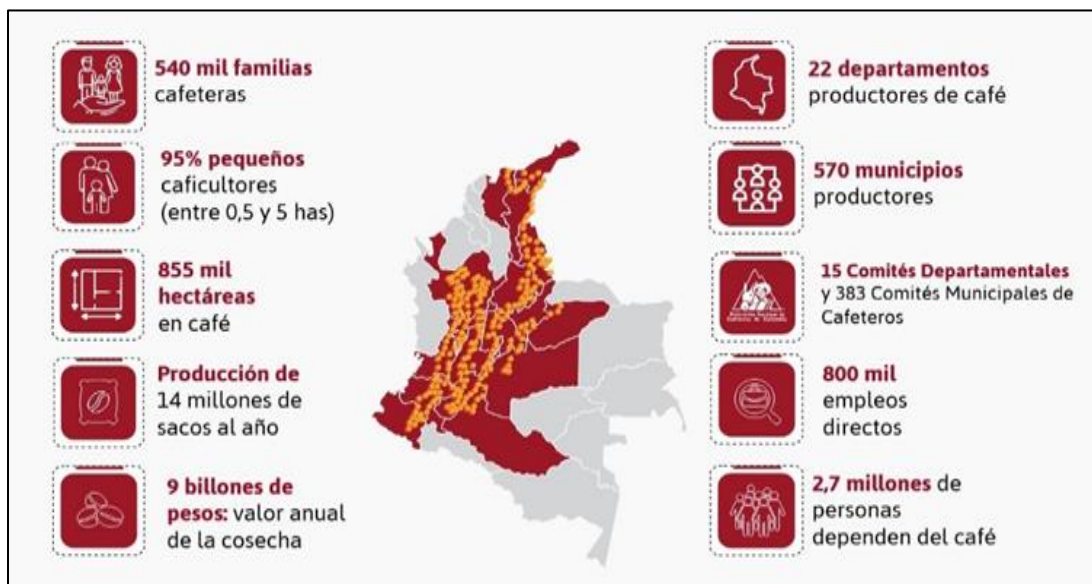 540 mil familias
cafeteras
95% pequeños
caficultores
(entre 0,5 y 5 has)
855 mil
hectáreas
en café
Producción de
14 millones de
sacos al año
9 billones de
pesos: valor anual
de la cosecha
22 departamentos
productores de café
570 municipios
productores
15 Comités Departamentales
y 383 Comités Municipales de
Cafeteros
800 mil
empleos
directos
2,7 millones de
personas
dependen del café